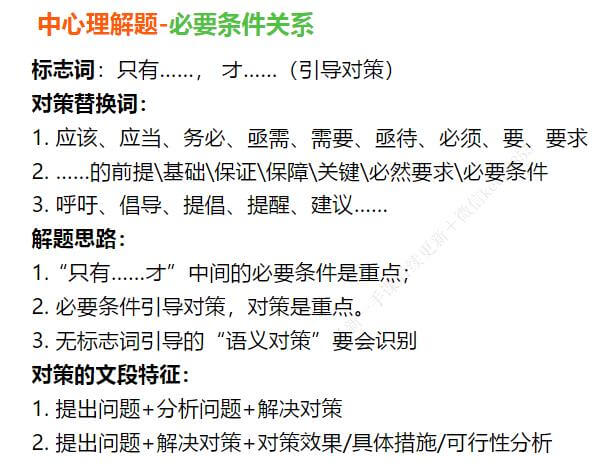 中心理解题-必要条件关系
标志词：只有……， 才……（引导对策）
对策替换词：
1. 应该、应当、务必、亟需、需要、亟待、必须、要、要求
2. ……的前提\基础\保证\保障\关键\必然要求\必要条件
3. 呼吁、倡导、提倡、提醒、建议……
解题思路：
1.“只有……才”中间的必要条件是重点；
2. 必要条件引导对策，对策是重点。
3. 无标志词引导的“语义对策”要会识别
对策的文段特征：
1. 提出问题+分析问题+解决对策
2. 提出问题+解决对策+对策效果/具体措施/可行性分析